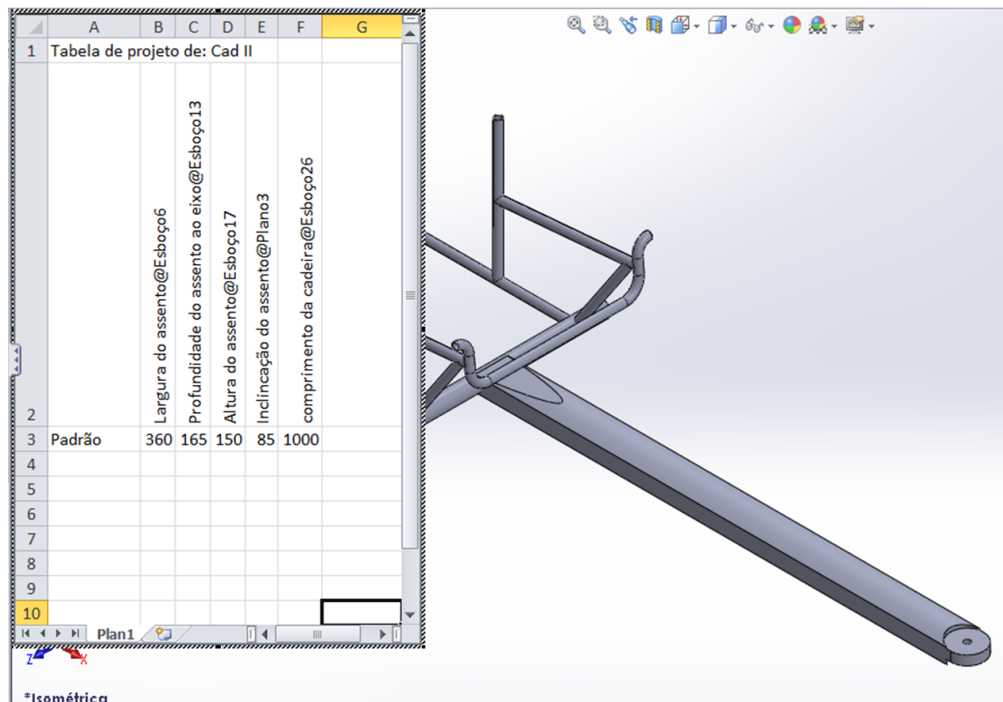 A B C D E F G
1 Tabela de projeto de: Cad II
2 Largura do assento@Esboço6 Profundidade do assento ao eixo@Esboço13 Altura do assento@Esboço17 Inclincação do assento@Plano3 comprimento da cadeira@Esboço26
3 Padrão 360 165 150 85 1000
4
5
6
7
8
9
10
Plan1
Z X
*Isométrica